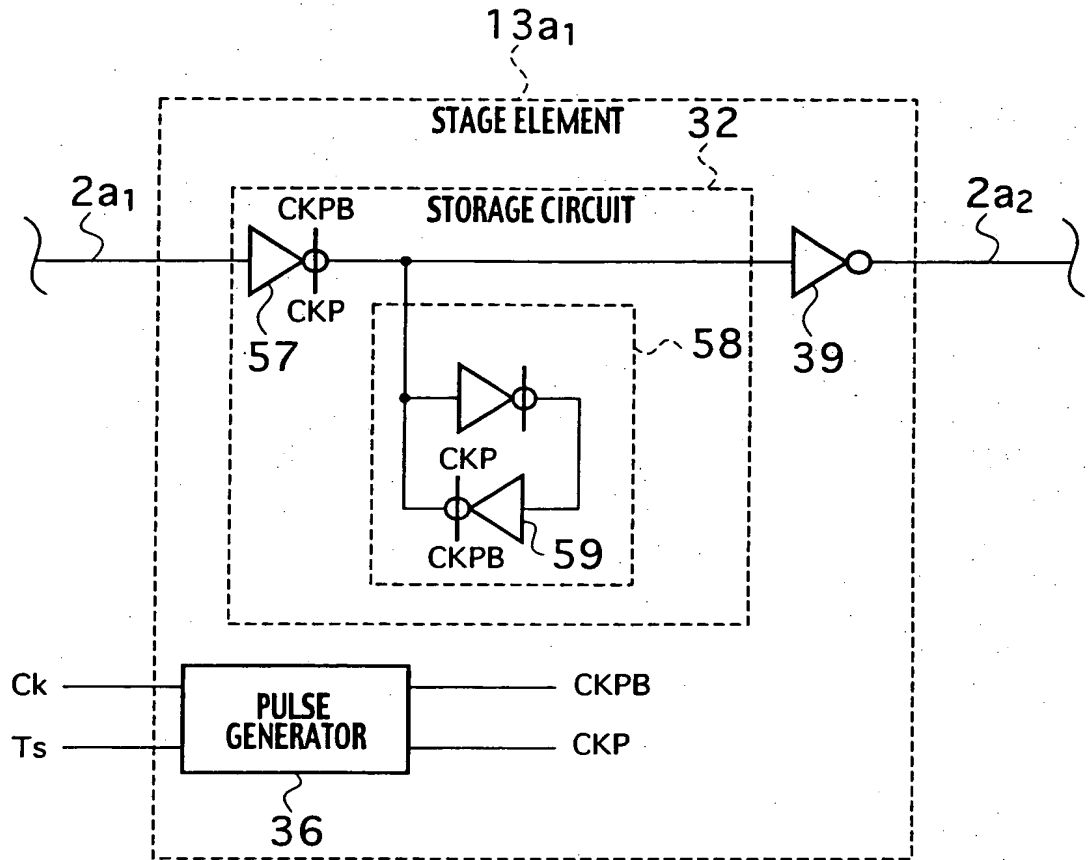 13a1
STAGE ELEMENT
32
2a1
CKPB
STORAGE CIRCUIT
2a2
CKP
57
58
39
CKP
CKPB
59
Ck
Ts
PULSE
GENERATOR
CKPB
CKP
36